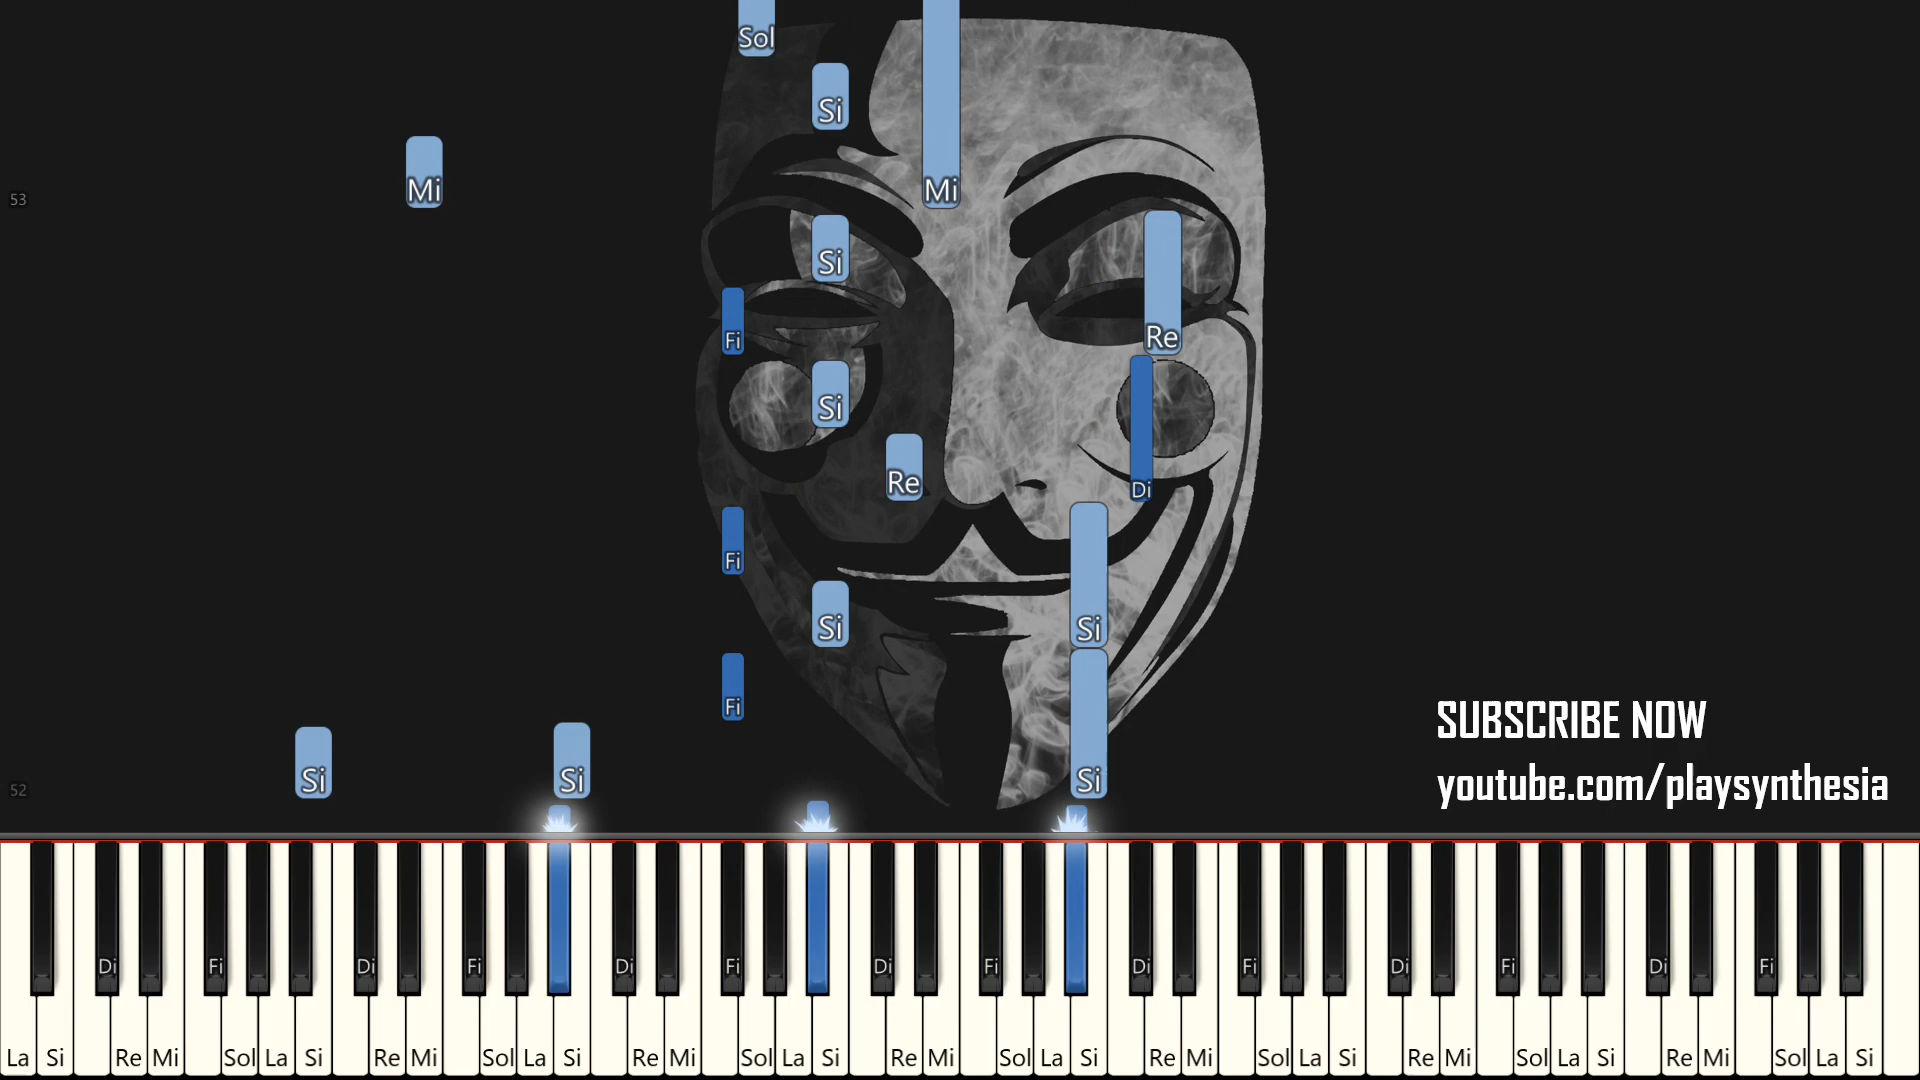 Sol
Si
Mi
Mi
53
Si
Re
Fi
Si
Re
Di
Fi
Si
Si
Fi
SUBSCRIBE NOW
Si
Si
Si
52
youtube.com/playsynthesia
Di Fi Di Fi Di Fi Di Fi Di Fi Di Fi Di Fi
La Si Re Mi Sol La Si Re Mi Sol La Si Re Mi Sol La Si Re Mi Sol La Si Re Mi Sol La Si Re Mi Sol La Si Re Mi Sol La Si